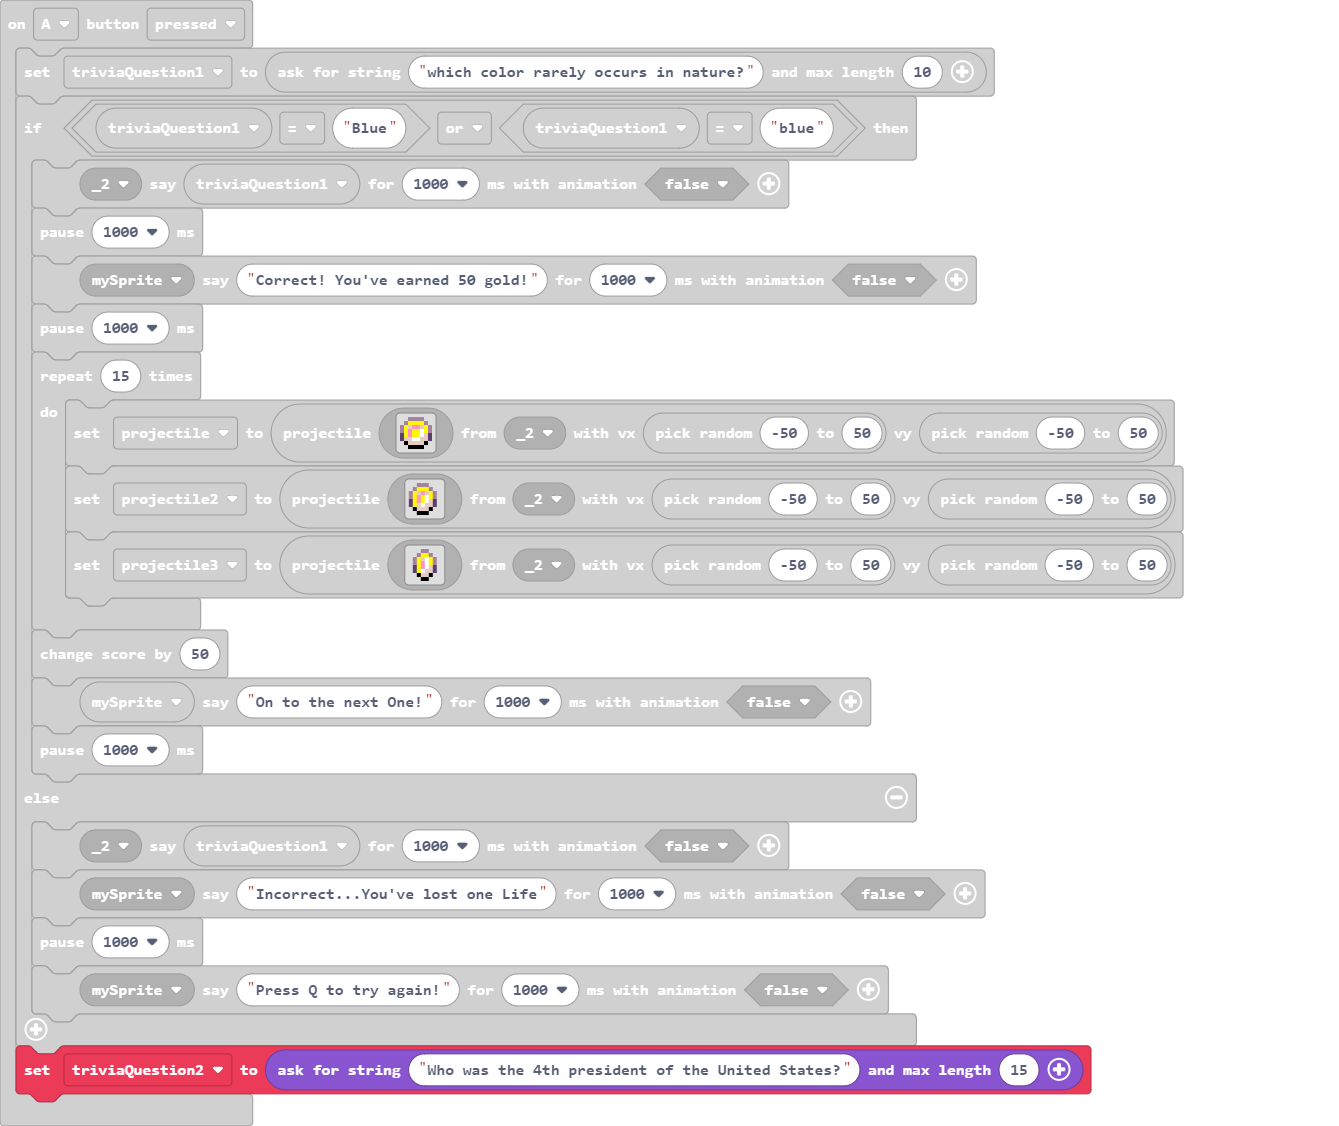 on A button pressed
set triviaQuestion1 to ask for string "which color rarely occurs in nature?" and max length 10
if triviaQuestion1 = "Blue" or triviaQuestion1 = "blue" then
_2 say triviaQuestion1 for 1000 ms with animation false
pause 1000 ms
mySprite say "Correct! You've earned 50 gold!" for 1000 ms with animation false
pause 1000 ms
repeat 15 times
do
set projectile to projectile from _2 with vx pick random -50 to 50 vy pick random -50 to 50
set projectile2 to projectile from _2 with vx pick random -50 to 50 vy pick random -50 to 50
set projectile3 to projectile from _2 with vx pick random -50 to 50 vy pick random -50 to 50
change score by 50
mySprite say "On to the next One!" for 1000 ms with animation false
pause 1000 ms
else
_2 say triviaQuestion1 for 1000 ms with animation false
mySprite say "Incorrect...You've lost one Life" for 1000 ms with animation false
pause 1000 ms
mySprite say "Press Q to try again!" for 1000 ms with animation false
set triviaQuestion2 to ask for string "Who was the 4th president of the United States?" and max length 15